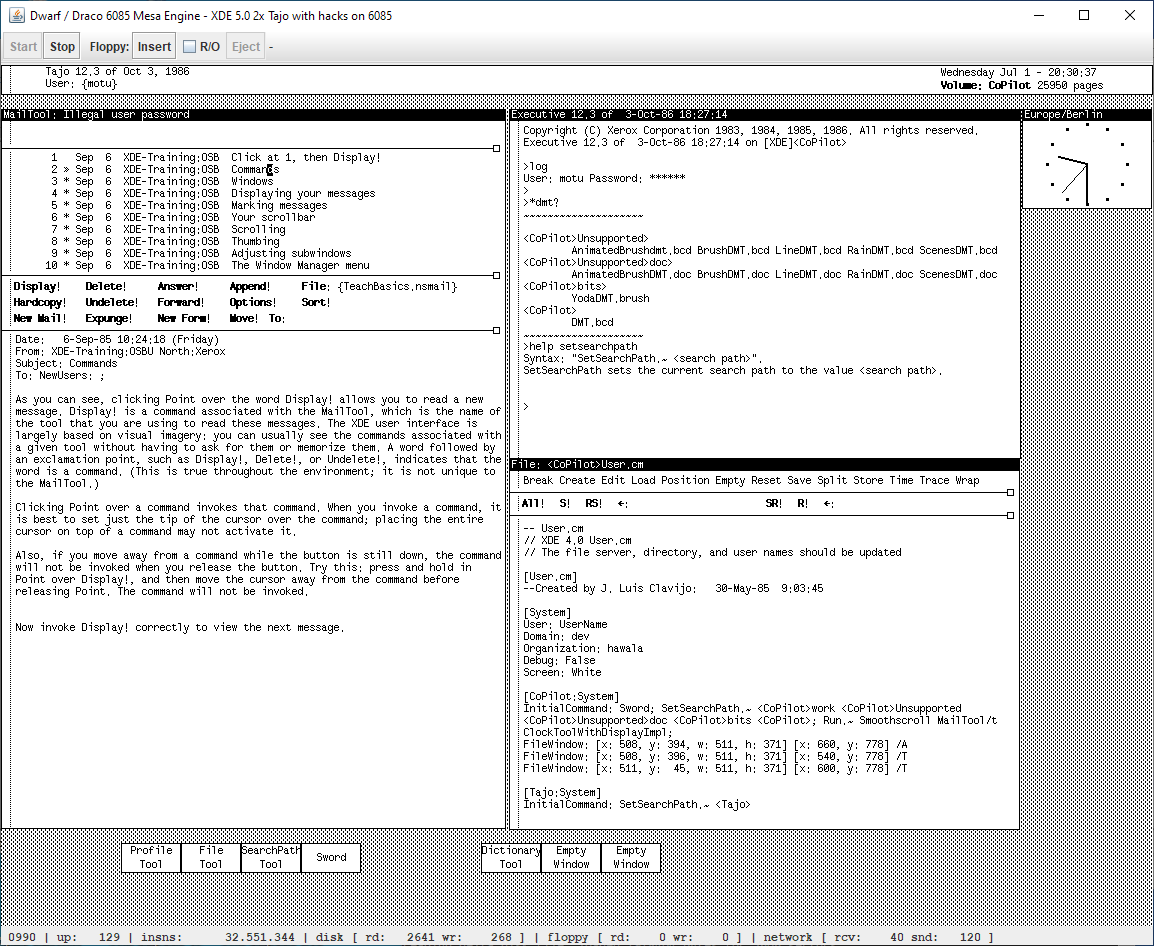 Dwarf / Draco 6085 Mesa Engine - XDE 5.0 2x Tajo with hacks on 6085
Start Stop Floppy: Insert R/O Eject -
Tajo 12.3 of Oct 3, 1986
User: {motu}
Wednesday Jul 1 - 20:30:37
Volume: CoPilot 25950 pages
MailTool: Illegal user password
1 Sep 6 XDE-Training:OSB Click at 1, then Display!
2 » Sep 6 XDE-Training:OSB Commands
3 * Sep 6 XDE-Training:OSB Windows
4 * Sep 6 XDE-Training:OSB Displaying your messages
5 * Sep 6 XDE-Training:OSB Marking messages
6 * Sep 6 XDE-Training:OSB Your scrollbar
7 * Sep 6 XDE-Training:OSB Scrolling
8 * Sep 6 XDE-Training:OSB Thumbing
9 * Sep 6 XDE-Training:OSB Adjusting subwindows
10 * Sep 6 XDE-Training:OSB The Window Manager menu
Display! Delete! Answer! Append! File: {TeachBasics.nsmail}
Hardcopy! Undelete! Forward! Options! Sort!
New Mail! Expunge! New Form! Move! To:
Date: 6-Sep-85 10:24:18 (Friday)
From: XDE-Training:OSBU North:Xerox
Subject: Commands
To: NewUsers: ;
As you can see, clicking Point over the word Display! allows you to read a new
message. Display! is a command associated with the MailTool, which is the name of
the tool that you are using to read these messages. The XDE user interface is
largely based on visual imagery: you can usually see the commands associated with
a given tool without having to ask for them or memorize them. A word followed by
an exclamation point, such as Display!, Delete!, or Undelete!, indicates that the
word is a command. (This is true throughout the environment; it is not unique to
the MailTool.)
Clicking Point over a command invokes that command. When you invoke a command, it
is best to set just the tip of the cursor over the command; placing the entire
cursor on top of a command may not activate it.
Also, if you move away from a command while the button is still down, the command
will not be invoked when you release the button. Try this: press and hold in
Point over Display!, and then move the cursor away from the command before
releasing Point. The command will not be invoked.
Now invoke Display! correctly to view the next message.
Executive 12.3 of 3-Oct-86 18:27:14
Copyright (C) Xerox Corporation 1983, 1984, 1985, 1986. All rights reserved.
Executive 12.3 of 3-Oct-86 18:27:14 on [XDE]<CoPilot>
>log
User: motu Password: ******
>
>*dmt?
~~~~~~~~~~~~~~~~~~~~
<CoPilot>Unsupported>
AnimatedBrushdmt.bcd BrushDMT.bcd LineDMT.bcd RainDMT.bcd ScenesDMT.bcd
<CoPilot>Unsupported>doc>
AnimatedBrushDMT.doc BrushDMT.doc LineDMT.doc RainDMT.doc ScenesDMT.doc
<CoPilot>bits>
YodaDMT.brush
<CoPilot>
DMT.bcd
~~~~~~~~~~~~~~~~~~~~
>help setsearchpath
Syntax: "SetSearchPath.~ <search path>".
SetSearchPath sets the current search path to the value <search path>.
>
Europe/Berlin
File: <CoPilot>User.cm
Break Create Edit Load Position Empty Reset Save Split Store Time Trace Wrap
All! S! RS! ←: SR! R! ←:
-- User.cm
// XDE 4.0 User.cm
// The file server, directory, and user names should be updated
[User.cm]
--Created by J. Luis Clavijo: 30-May-85 9:03:45
[System]
User: UserName
Domain: dev
Organization: hawala
Debug: False
Screen: White
[CoPilot:System]
InitialCommand: Sword; SetSearchPath.~ <CoPilot>work <CoPilot>Unsupported
<CoPilot>Unsupported>doc <CoPilot>bits <CoPilot>; Run.~ Smoothscroll MailTool/t
ClockToolWithDisplayImpl;
FileWindow: [x: 508, y: 394, w: 511, h: 371] [x: 660, y: 778] /A
FileWindow: [x: 508, y: 396, w: 511, h: 371] [x: 540, y: 778] /T
FileWindow: [x: 511, y: 45, w: 511, h: 371] [x: 600, y: 778] /T
[Tajo:System]
InitialCommand: SetSearchPath.~ <Tajo>
Profile Tool
File Tool
SearchPath Tool
Sword
Dictionary Tool
Empty Window
Empty Window
0990 | up: 129 | insns: 32.551.344 | disk [ rd: 2641 wr: 268 ] | floppy [ rd: 0 wr: 0 ] | network [ rcv: 40 snd: 120 ]